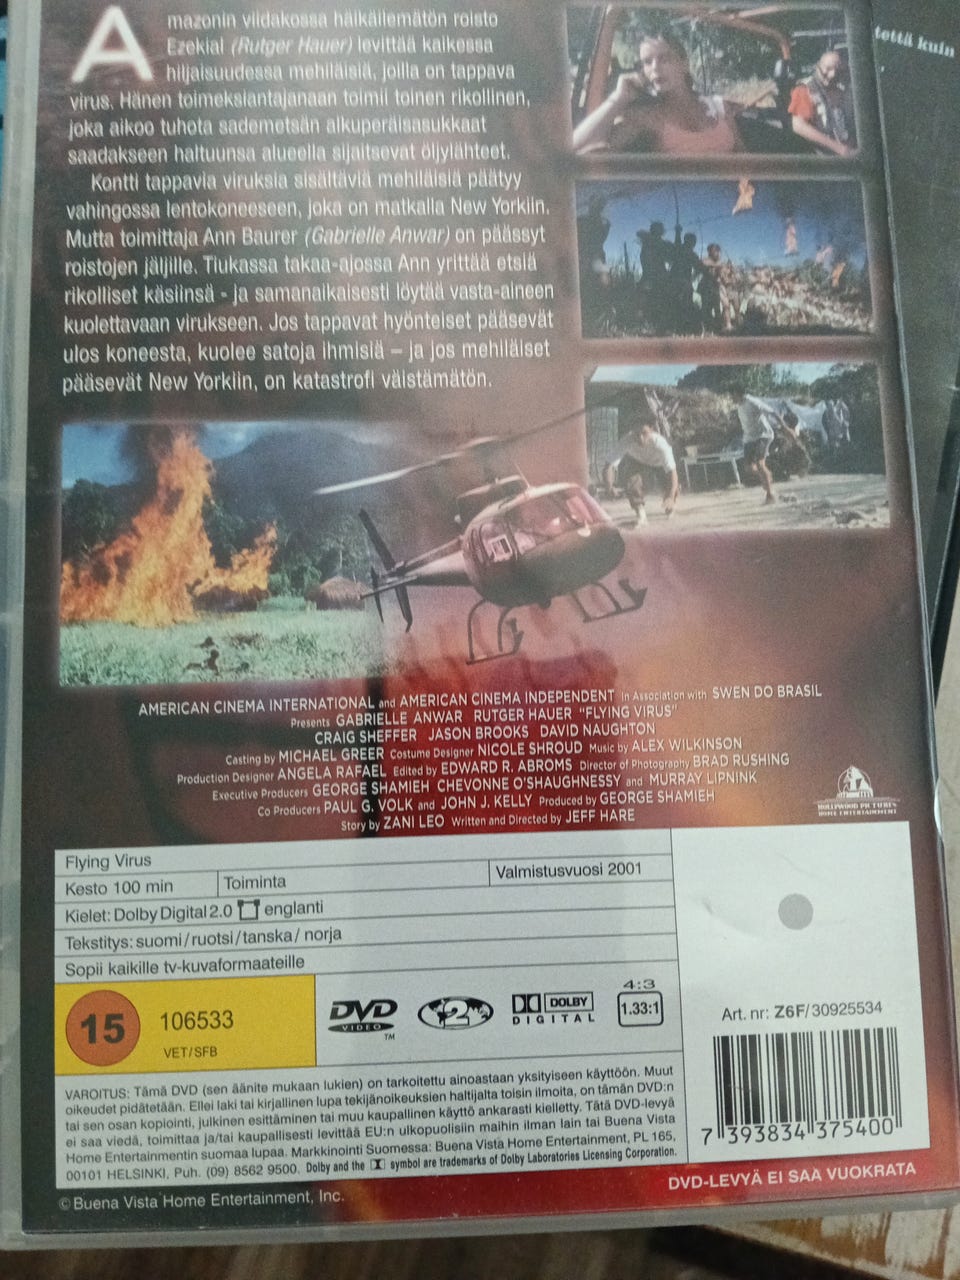 Amazonin viidakossa häikäilemätön roisto
Ezekial (Rutger Hauer) levittää kaikessa
hiljaisuudessa mehiläisiä, joilla on tappava
virus. Hänen toimeksiantajanaan toimii toinen rikollinen,
joka aikoo tuhota sademetsän alkuperäisasukkaat
saadakseen haltuunsa alueella sijaitsevat öljylähteet.
Kontti tappavia viruksia sisältäviä mehiläisiä päätyy
vahingossa lentokoneeseen, joka on matkalla New Yorkiin.
Mutta toimittaja Ann Baurer (Gabrielle Anwar) on päässyt
roistojen jäljille. Tiukassa takaa-ajossa Ann yrittää etsiä
rikolliset käsiinsä - ja samanaikaisesti löytää vasta-aineen
kuolettavaan virukseen. Jos tappavat hyönteiset pääsevät
ulos koneesta, kuolee satoja ihmisiä – ja jos mehiläiset
pääsevät New Yorkiin, on katastrofi väistämätön.
tettä kuin
AMERICAN CINEMA INTERNATIONAL and AMERICAN CINEMA INDEPENDENT In Association with SWEN DO BRASIL
Presents GABRIELLE ANWAR RUTGER HAUER "FLYING VIRUS"
CRAIG SHEFFER JASON BROOKS DAVID NAUGHTON
Casting by MICHAEL GREER Costume Designer NICOLE SHROUD Music by ALEX WILKINSON
Production Designer ANGELA RAFAEL Edited by EDWARD R. ABROMS Director of Photography BRAD RUSHING
Executive Producers GEORGE SHAMIEH CHEVONNE O'SHAUGHNESSY and MURRAY LIPNINK
Co Producers PAUL G. VOLK and JOHN J. KELLY Produced by GEORGE SHAMIEH
Story by ZANI LEO Written and Directed by JEFF HARE
HOLLYWOOD PICTURES
HOME ENTERTAINMENT
Flying Virus
Kesto 100 min Toiminta Valmistusvuosi 2001
Kielet: Dolby Digital 2.0 englanti
Tekstitys: suomi/ruotsi/tanska/ norja
Sopii kaikille tv-kuvaformaateille
15 106533
VET/SFB
DVD
VIDEO
TM
2
DOLBY
DIGITAL
4:3
1.33:1
Art. nr: Z6F/30925534
7 393834 375400
VAROITUS: Tämä DVD (sen äänite mukaan lukien) on tarkoitettu ainoastaan yksityiseen käyttöön. Muut
oikeudet pidätetään. Ellei laki tai kirjallinen lupa tekijänoikeuksien haltijalta toisin ilmoita, on tämän DVD:n
tai sen osan kopiointi, julkinen esittäminen tai muu kaupallinen käyttö ankarasti kielletty. Tätä DVD-levyä
ei saa viedä, toimittaa ja/tai kaupallisesti levittää EU:n ulkopuolisiin maihin ilman lain tai Buena Vista
Home Entertainmentin suomaa lupaa. Markkinointi Suomessa: Buena Vista Home Entertainment, PL 165,
00101 HELSINKI, Puh. (09) 8562 9500. Dolby and the symbol are trademarks of Dolby Laboratories Licensing Corporation.
DVD-LEVYÄ EI SAA VUOKRATA
© Buena Vista Home Entertainment, Inc.